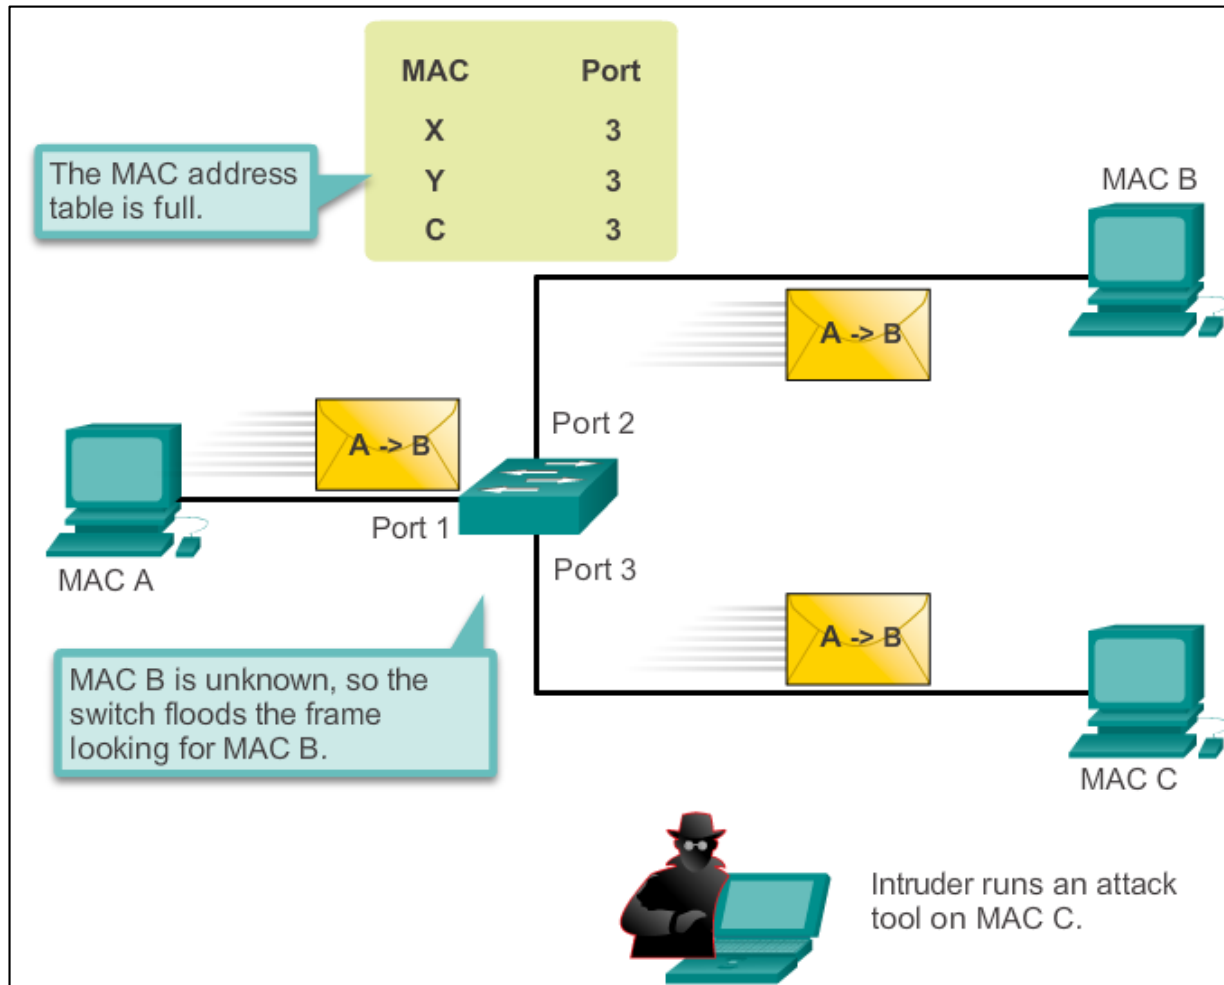 MAC Port
X 3
Y 3
C 3
The MAC address
table is full.
MAC B
A -> B
Port 2
A -> B
Port 1
MAC A
Port 3
A -> B
MAC B is unknown, so the
switch floods the frame
looking for MAC B.
MAC C
Intruder runs an attack
tool on MAC C.